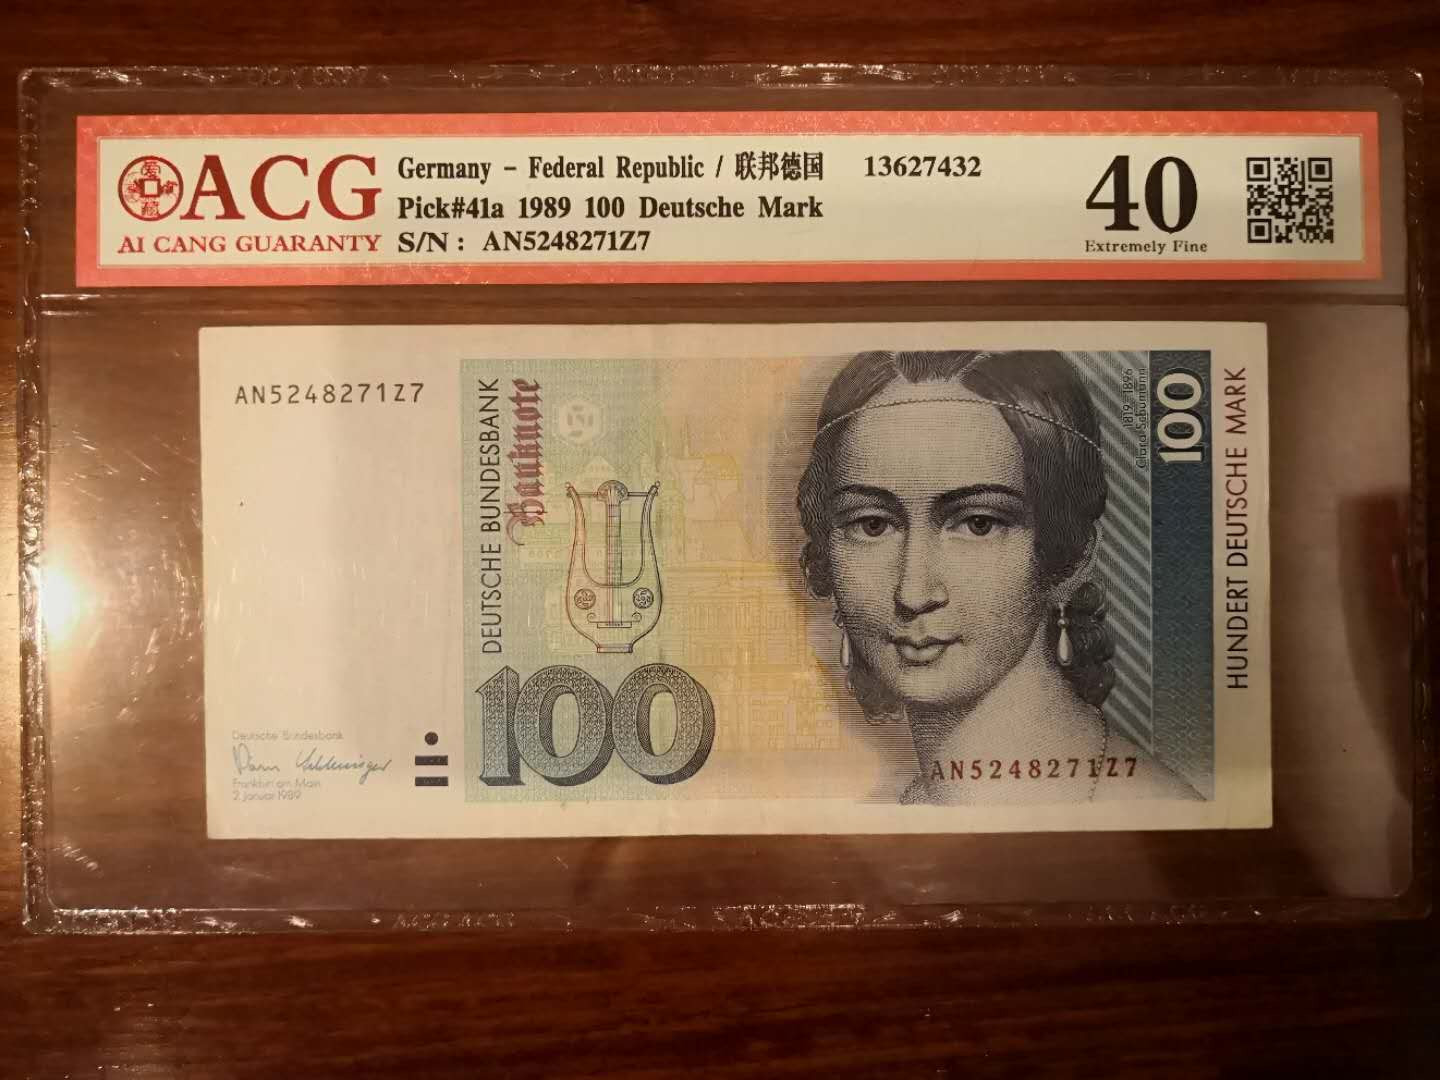 ACG
AI CANG GUARANTY
Germany - Federal Republic / 联邦德国 13627432
Pick#41a 1989 100 Deutsche Mark
S/N : AN5248271Z7
40
Extremely Fine
AN5248271Z7
DEUTSCHE BUNDESBANK
Banknote
100
Deutsche Bundesbank
Frankfurt am Main
2. Januar 1989
1819-1896
Clara Schumann
100
HUNDERT DEUTSCHE MARK
AN5248271Z7